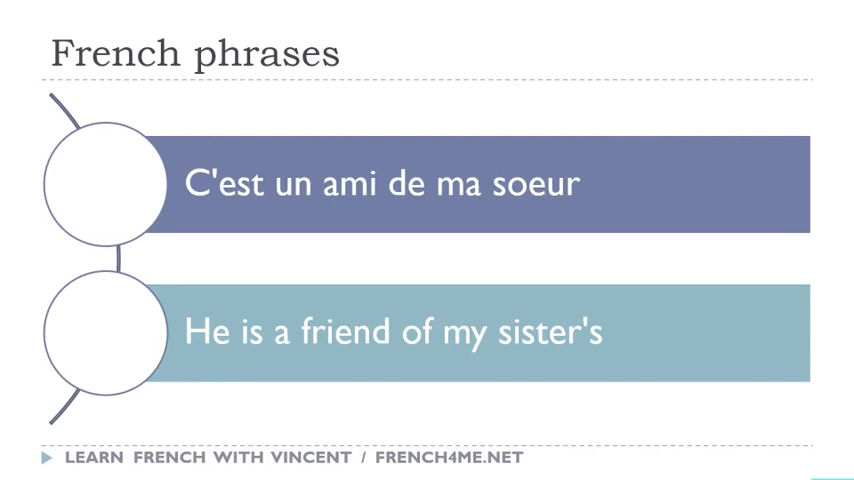 French phrases
C'est un ami de ma soeur
He is a friend of my sister's
LEARN FRENCH WITH VINCENT / FRENCH4ME.NET